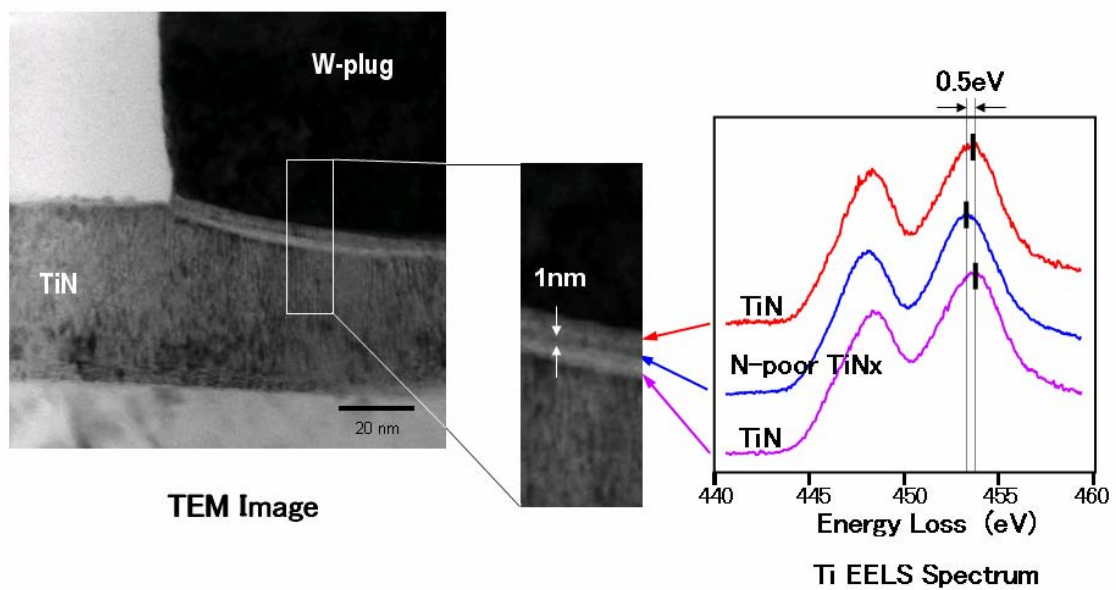 W-plug
TiN
20 nm
TEM Image
1nm
0.5eV
TiN
N-poor TiNx
TiN
440 445 450 455 460
Energy Loss (eV)
Ti EELS Spectrum